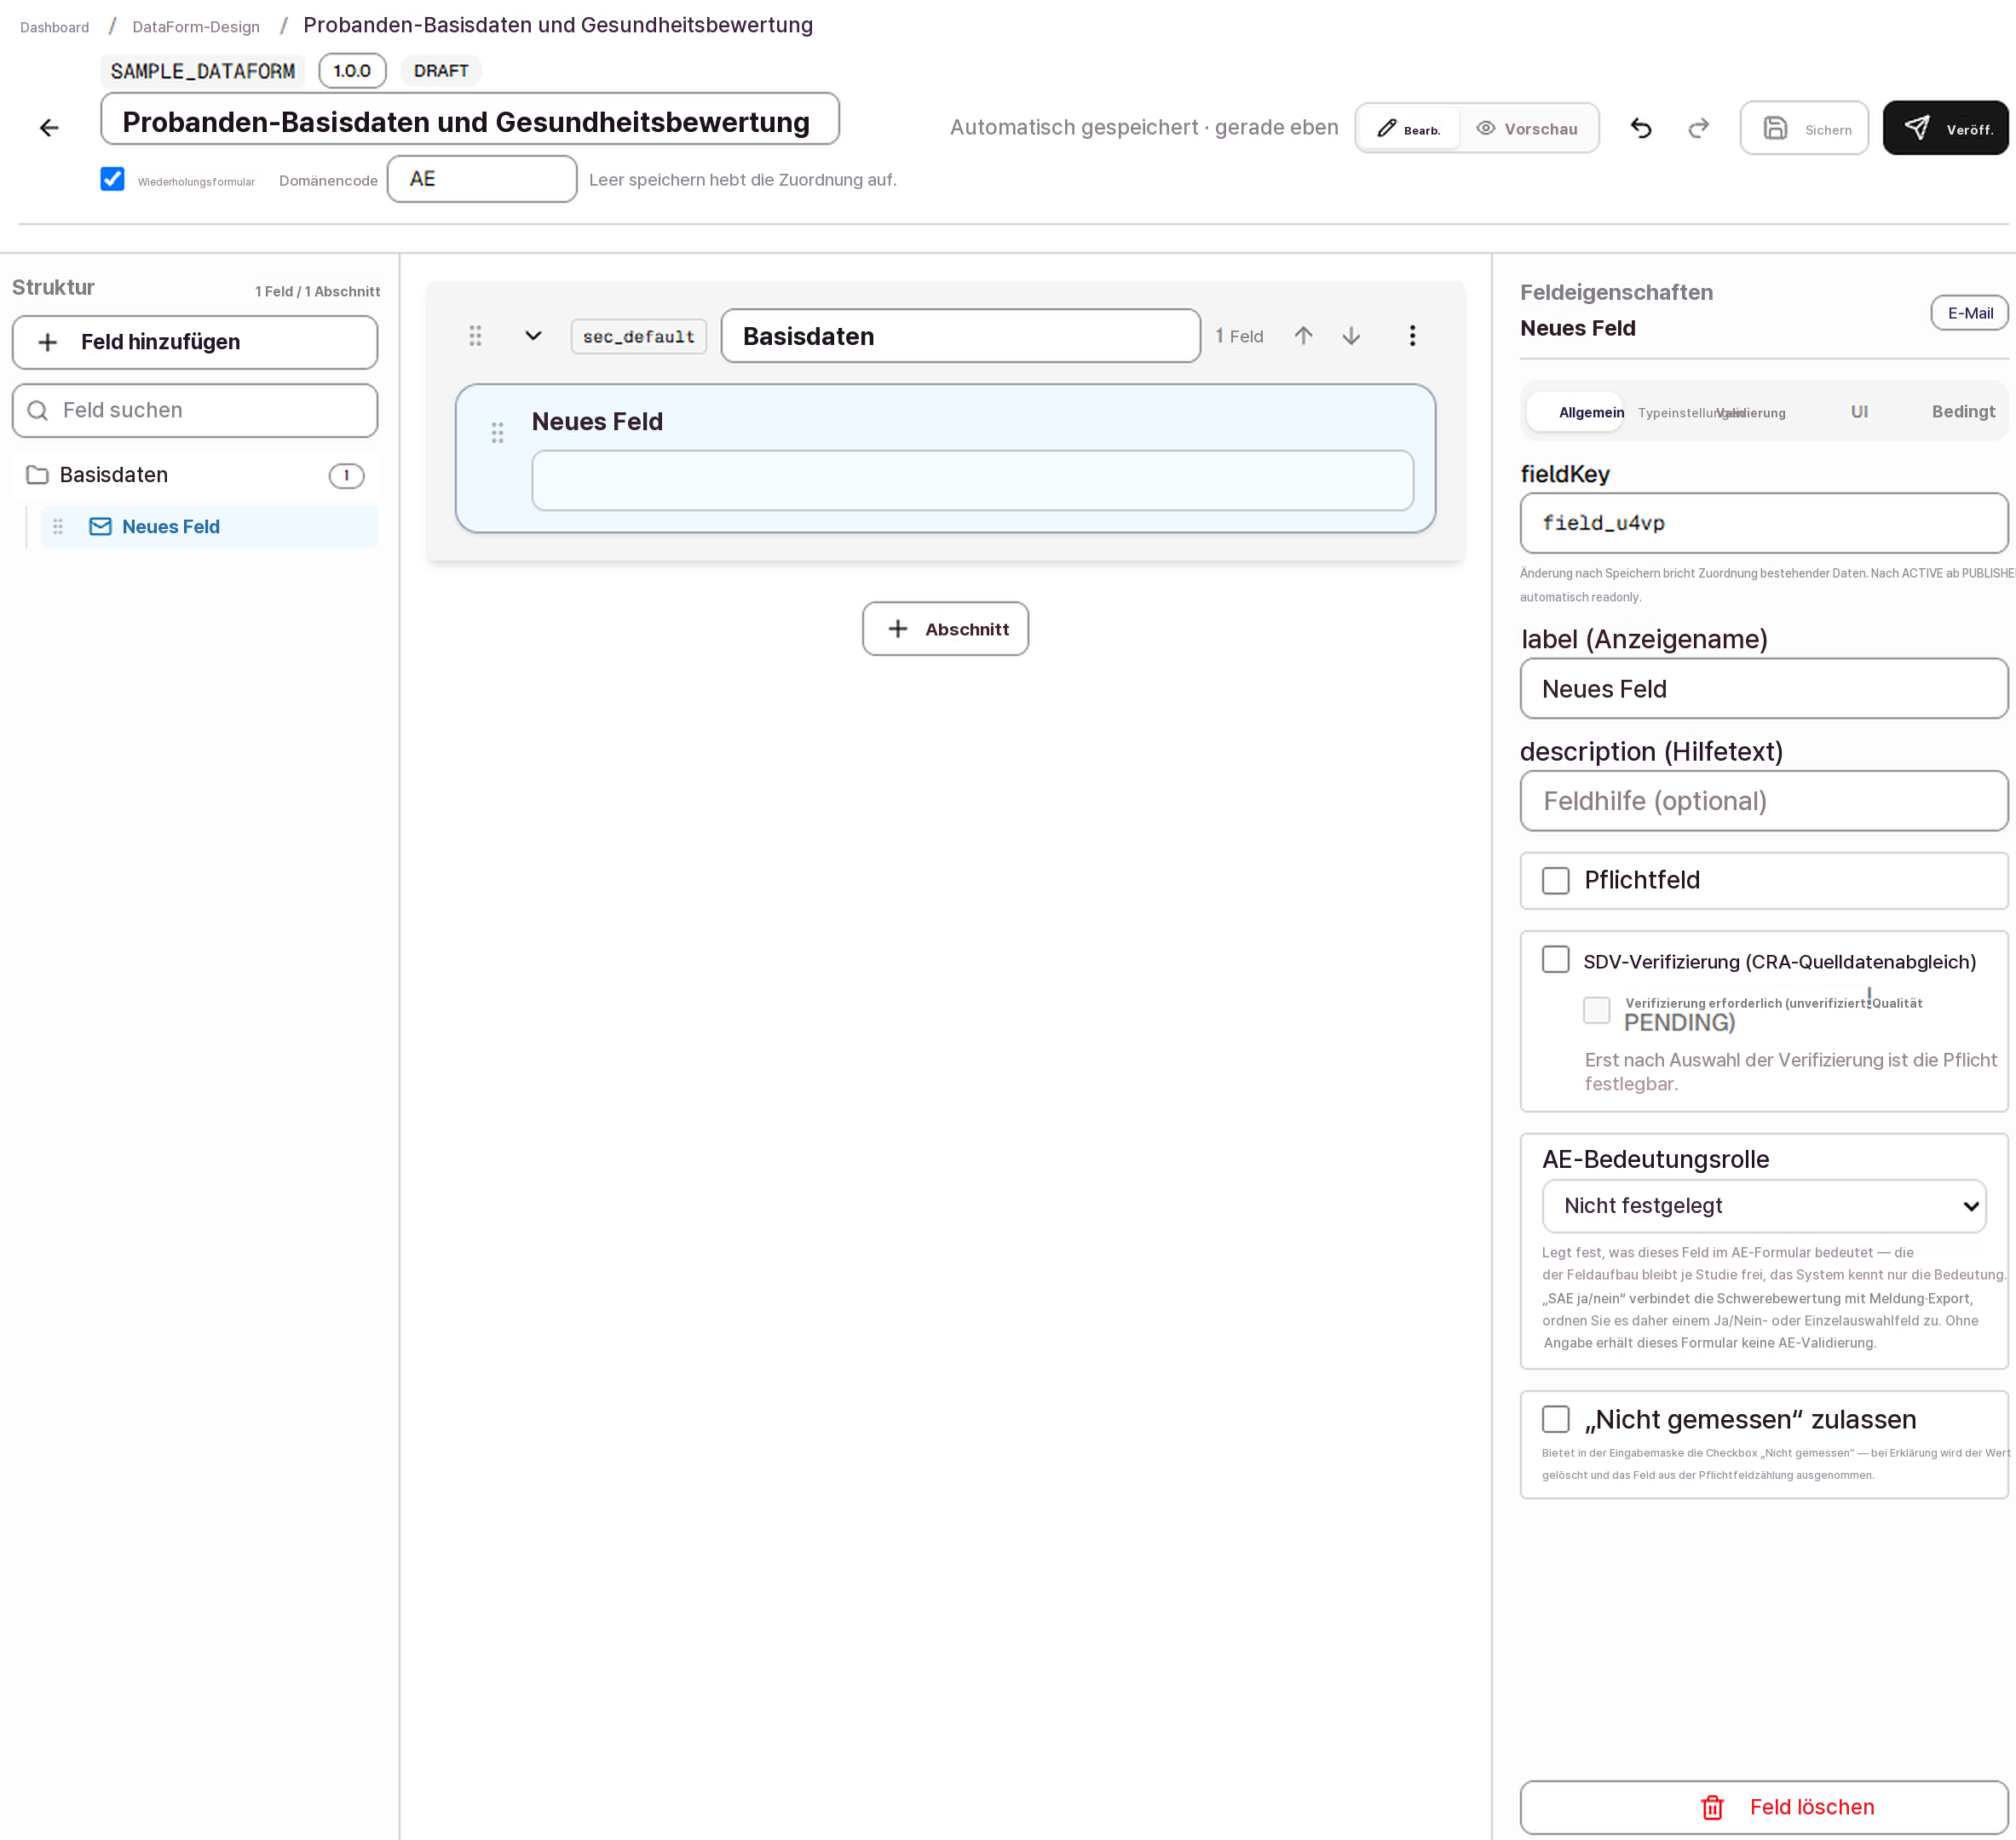 Dashboard / DataForm-Design / Probanden-Basisdaten und Gesundheitsbewertung
SAMPLE_DATAFORM 1.0.0 DRAFT
Probanden-Basisdaten und Gesundheitsbewertung
Automatisch gespeichert · gerade eben Bearb. Vorschau Sichern Veröff.
Wiederholungsformular Domänencode AE Leer speichern hebt die Zuordnung auf.
Struktur 1 Feld / 1 Abschnitt
Feld hinzufügen
Feld suchen
Basisdaten 1
Neues Feld
sec_default Basisdaten 1 Feld
Neues Feld
Abschnitt
Feldeigenschaften
Neues Feld E-Mail
Allgemein Typeinstellungen Validierung UI Bedingt
fieldKey
field_u4vp
Änderung nach Speichern bricht Zuordnung bestehender Daten. Nach ACTIVE ab PUBLISHE
automatisch readonly.
label (Anzeigename)
Neues Feld
description (Hilfetext)
Feldhilfe (optional)
Pflichtfeld
SDV-Verifizierung (CRA-Quelldatenabgleich)
Verifizierung erforderlich (unverifiziert: Qualität
PENDING)
Erst nach Auswahl der Verifizierung ist die Pflicht
festlegbar.
AE-Bedeutungsrolle
Nicht festgelegt
Legt fest, was dieses Feld im AE-Formular bedeutet — die
der Feldaufbau bleibt je Studie frei, das System kennt nur die Bedeutung.
„SAE ja/nein“ verbindet die Schwerebewertung mit Meldung·Export,
ordnen Sie es daher einem Ja/Nein- oder Einzelauswahlfeld zu. Ohne
Angabe erhält dieses Formular keine AE-Validierung.
„Nicht gemessen“ zulassen
Bietet in der Eingabemaske die Checkbox „Nicht gemessen“ — bei Erklärung wird der Wert
gelöscht und das Feld aus der Pflichtfeldzählung ausgenommen.
Feld löschen